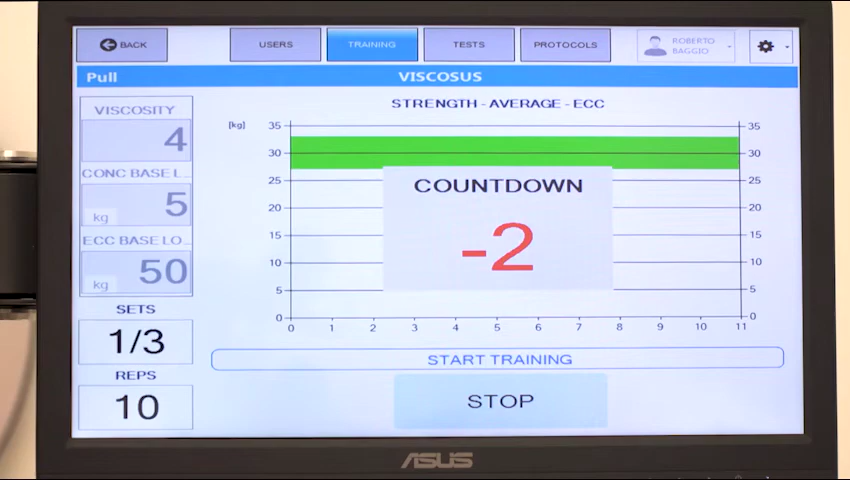 BACK
USERS
TRAINING
TESTS
PROTOCOLS
ROBERTO
BAGGIO
Pull
VISCOSUS
VISCOSITY
4
CONC BASE L...
kg 5
ECC BASE LO...
kg 50
SETS
1/3
REPS
10
STRENGTH - AVERAGE - ECC
[kg]
35 35
30 30
25 25
20 20
15 15
10 10
5 5
0 0
0 1 2 3 4 5 6 7 8 9 10 11
COUNTDOWN
-2
START TRAINING
STOP
ASUS